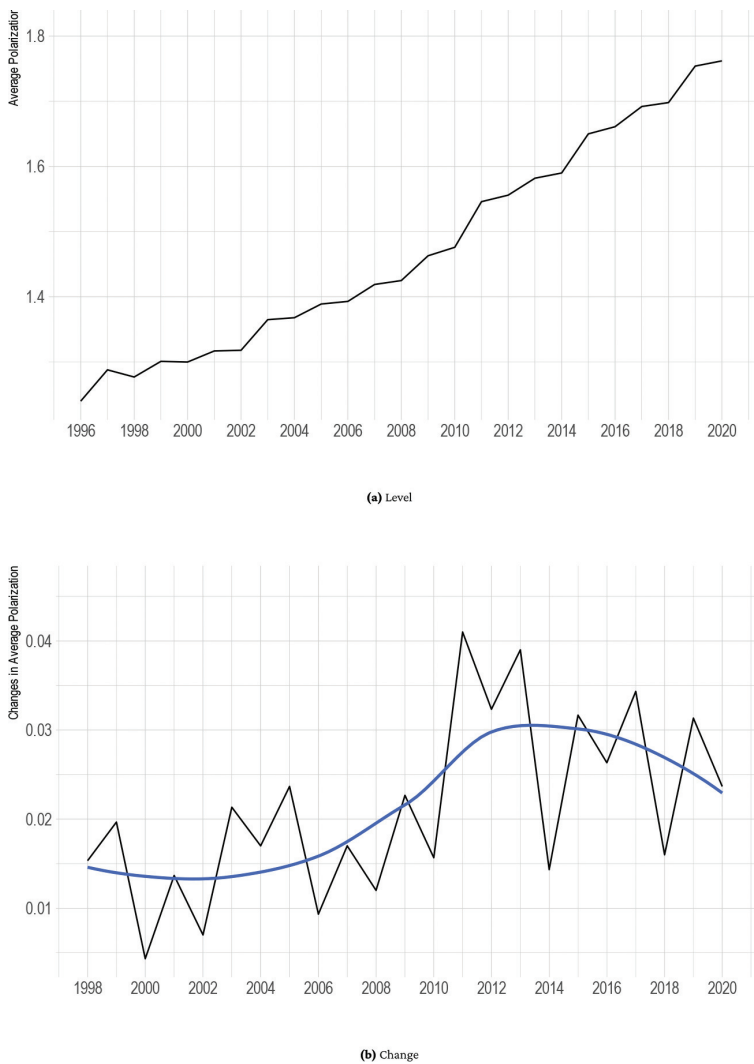 Average Polarization
1.8
1.6
1.4
1996 1998 2000 2002 2004 2006 2008 2010 2012 2014 2016 2018 2020
(a) Level
Changes in Average Polarization
0.04
0.03
0.02
0.01
1998 2000 2002 2004 2006 2008 2010 2012 2014 2016 2018 2020
(b) Change